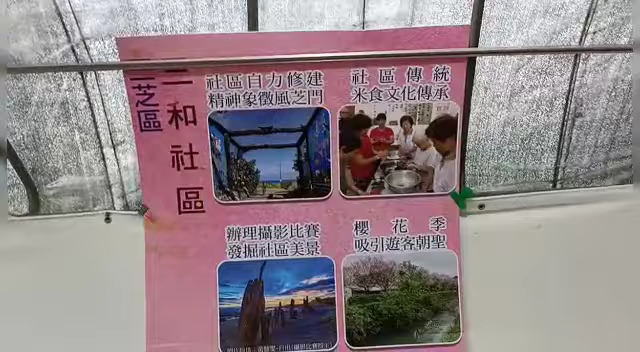 三芝區
三和社區
社區自力修建
精神象徵風芝門
社區傳統
米食文化傳承
辦理攝影比賽
發掘社區美景
櫻花季
吸引遊客朝聖